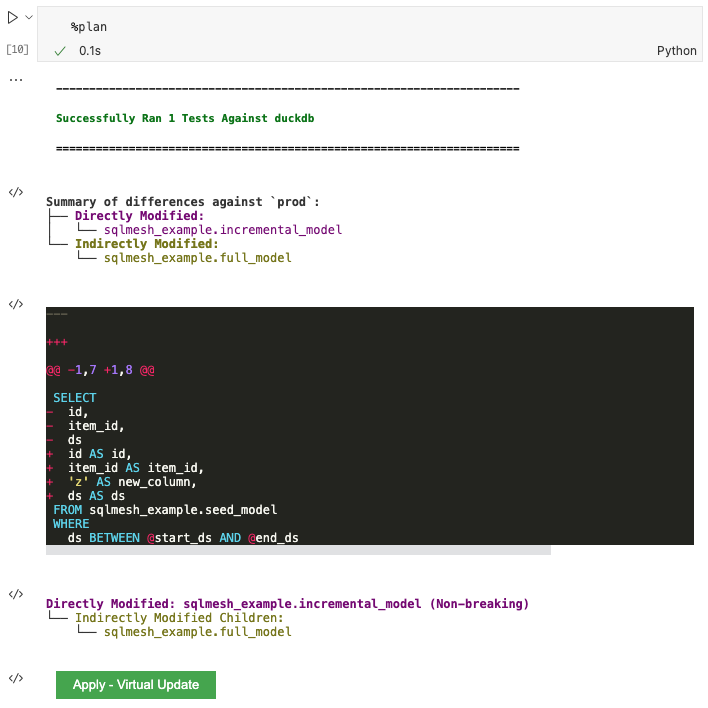 %plan
[10]
0.1s
Python
...
----------------------------------------------------------------------
Successfully Ran 1 Tests Against duckdb
======================================================================
</>
Summary of differences against `prod`:
├── Directly Modified:
│   └── sqlmesh_example.incremental_model
└── Indirectly Modified:
    └── sqlmesh_example.full_model
</>
---
+++
@@ -1,7 +1,8 @@
 SELECT
-  id,
-  item_id,
-  ds
+  id AS id,
+  item_id AS item_id,
+  'z' AS new_column,
+  ds AS ds
 FROM sqlmesh_example.seed_model
 WHERE
   ds BETWEEN @start_ds AND @end_ds
</>
Directly Modified: sqlmesh_example.incremental_model (Non-breaking)
└── Indirectly Modified Children:
    └── sqlmesh_example.full_model
</>
Apply - Virtual Update